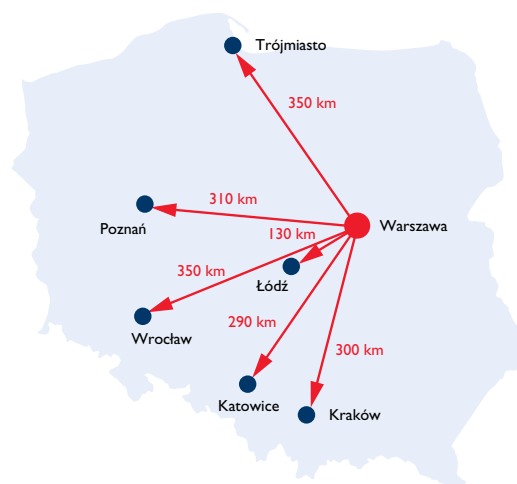 Trójmiasto
350 km
310 km
Poznań
Warszawa
130 km
350 km
Łódź
290 km
Wrocław
300 km
Katowice
Kraków